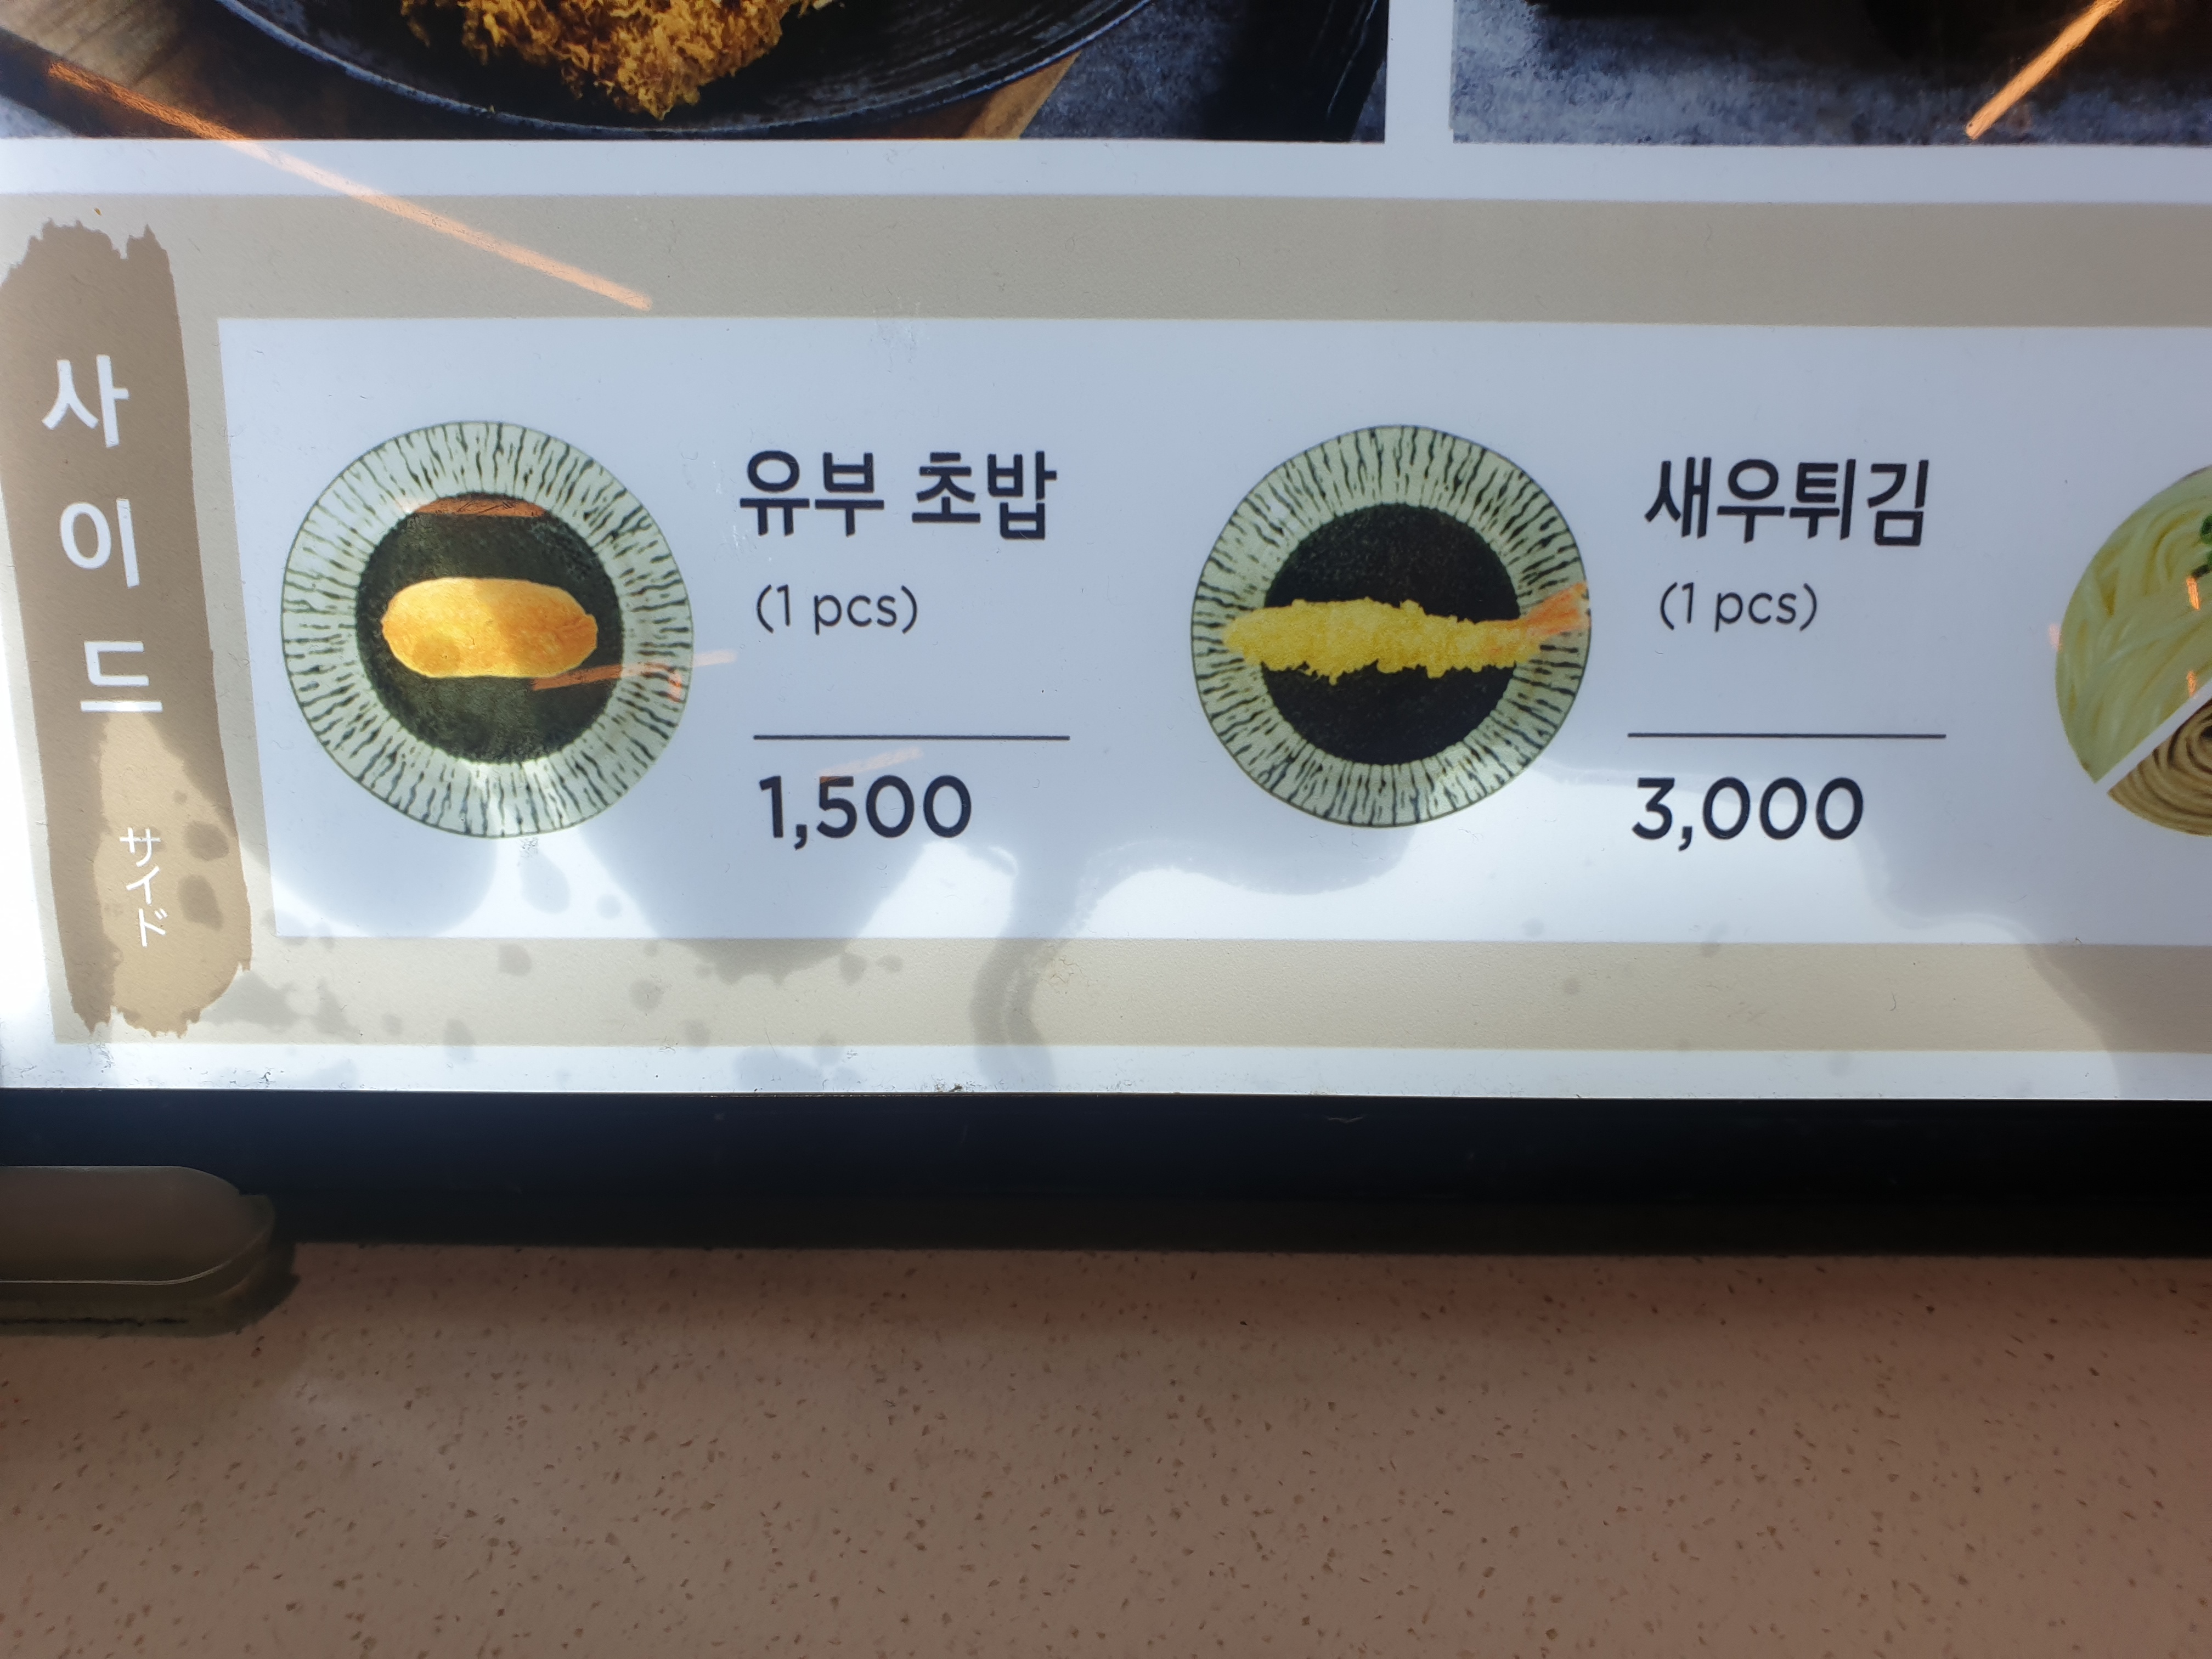 사이드
サイド
유부 초밥
(1 pcs)
1,500
새우튀김
(1 pcs)
3,000